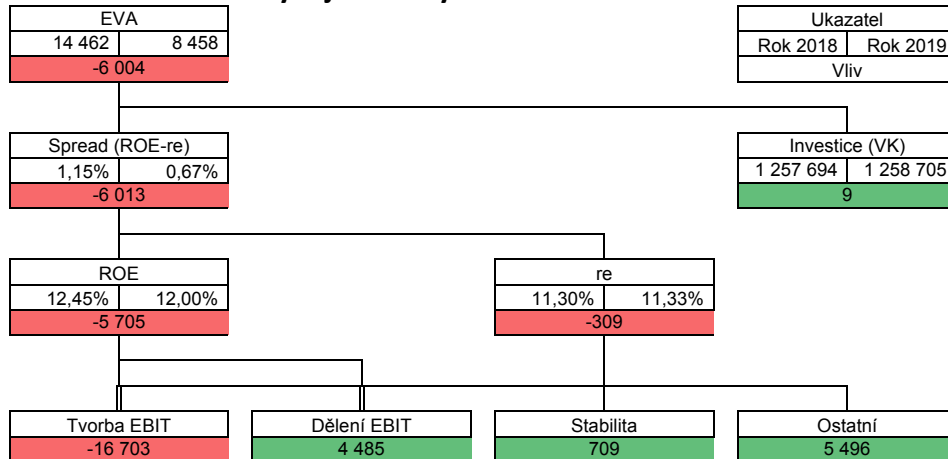 EVA
14 462 8 458
-6 004
Ukazatel
Rok 2018 Rok 2019
Vliv
Spread (ROE-re)
1,15% 0,67%
-6 013
Investice (VK)
1 257 694 1 258 705
9
ROE
12,45% 12,00%
-5 705
re
11,30% 11,33%
-309
Tvorba EBIT
-16 703
Dělení EBIT
4 485
Stabilita
709
Ostatní
5 496